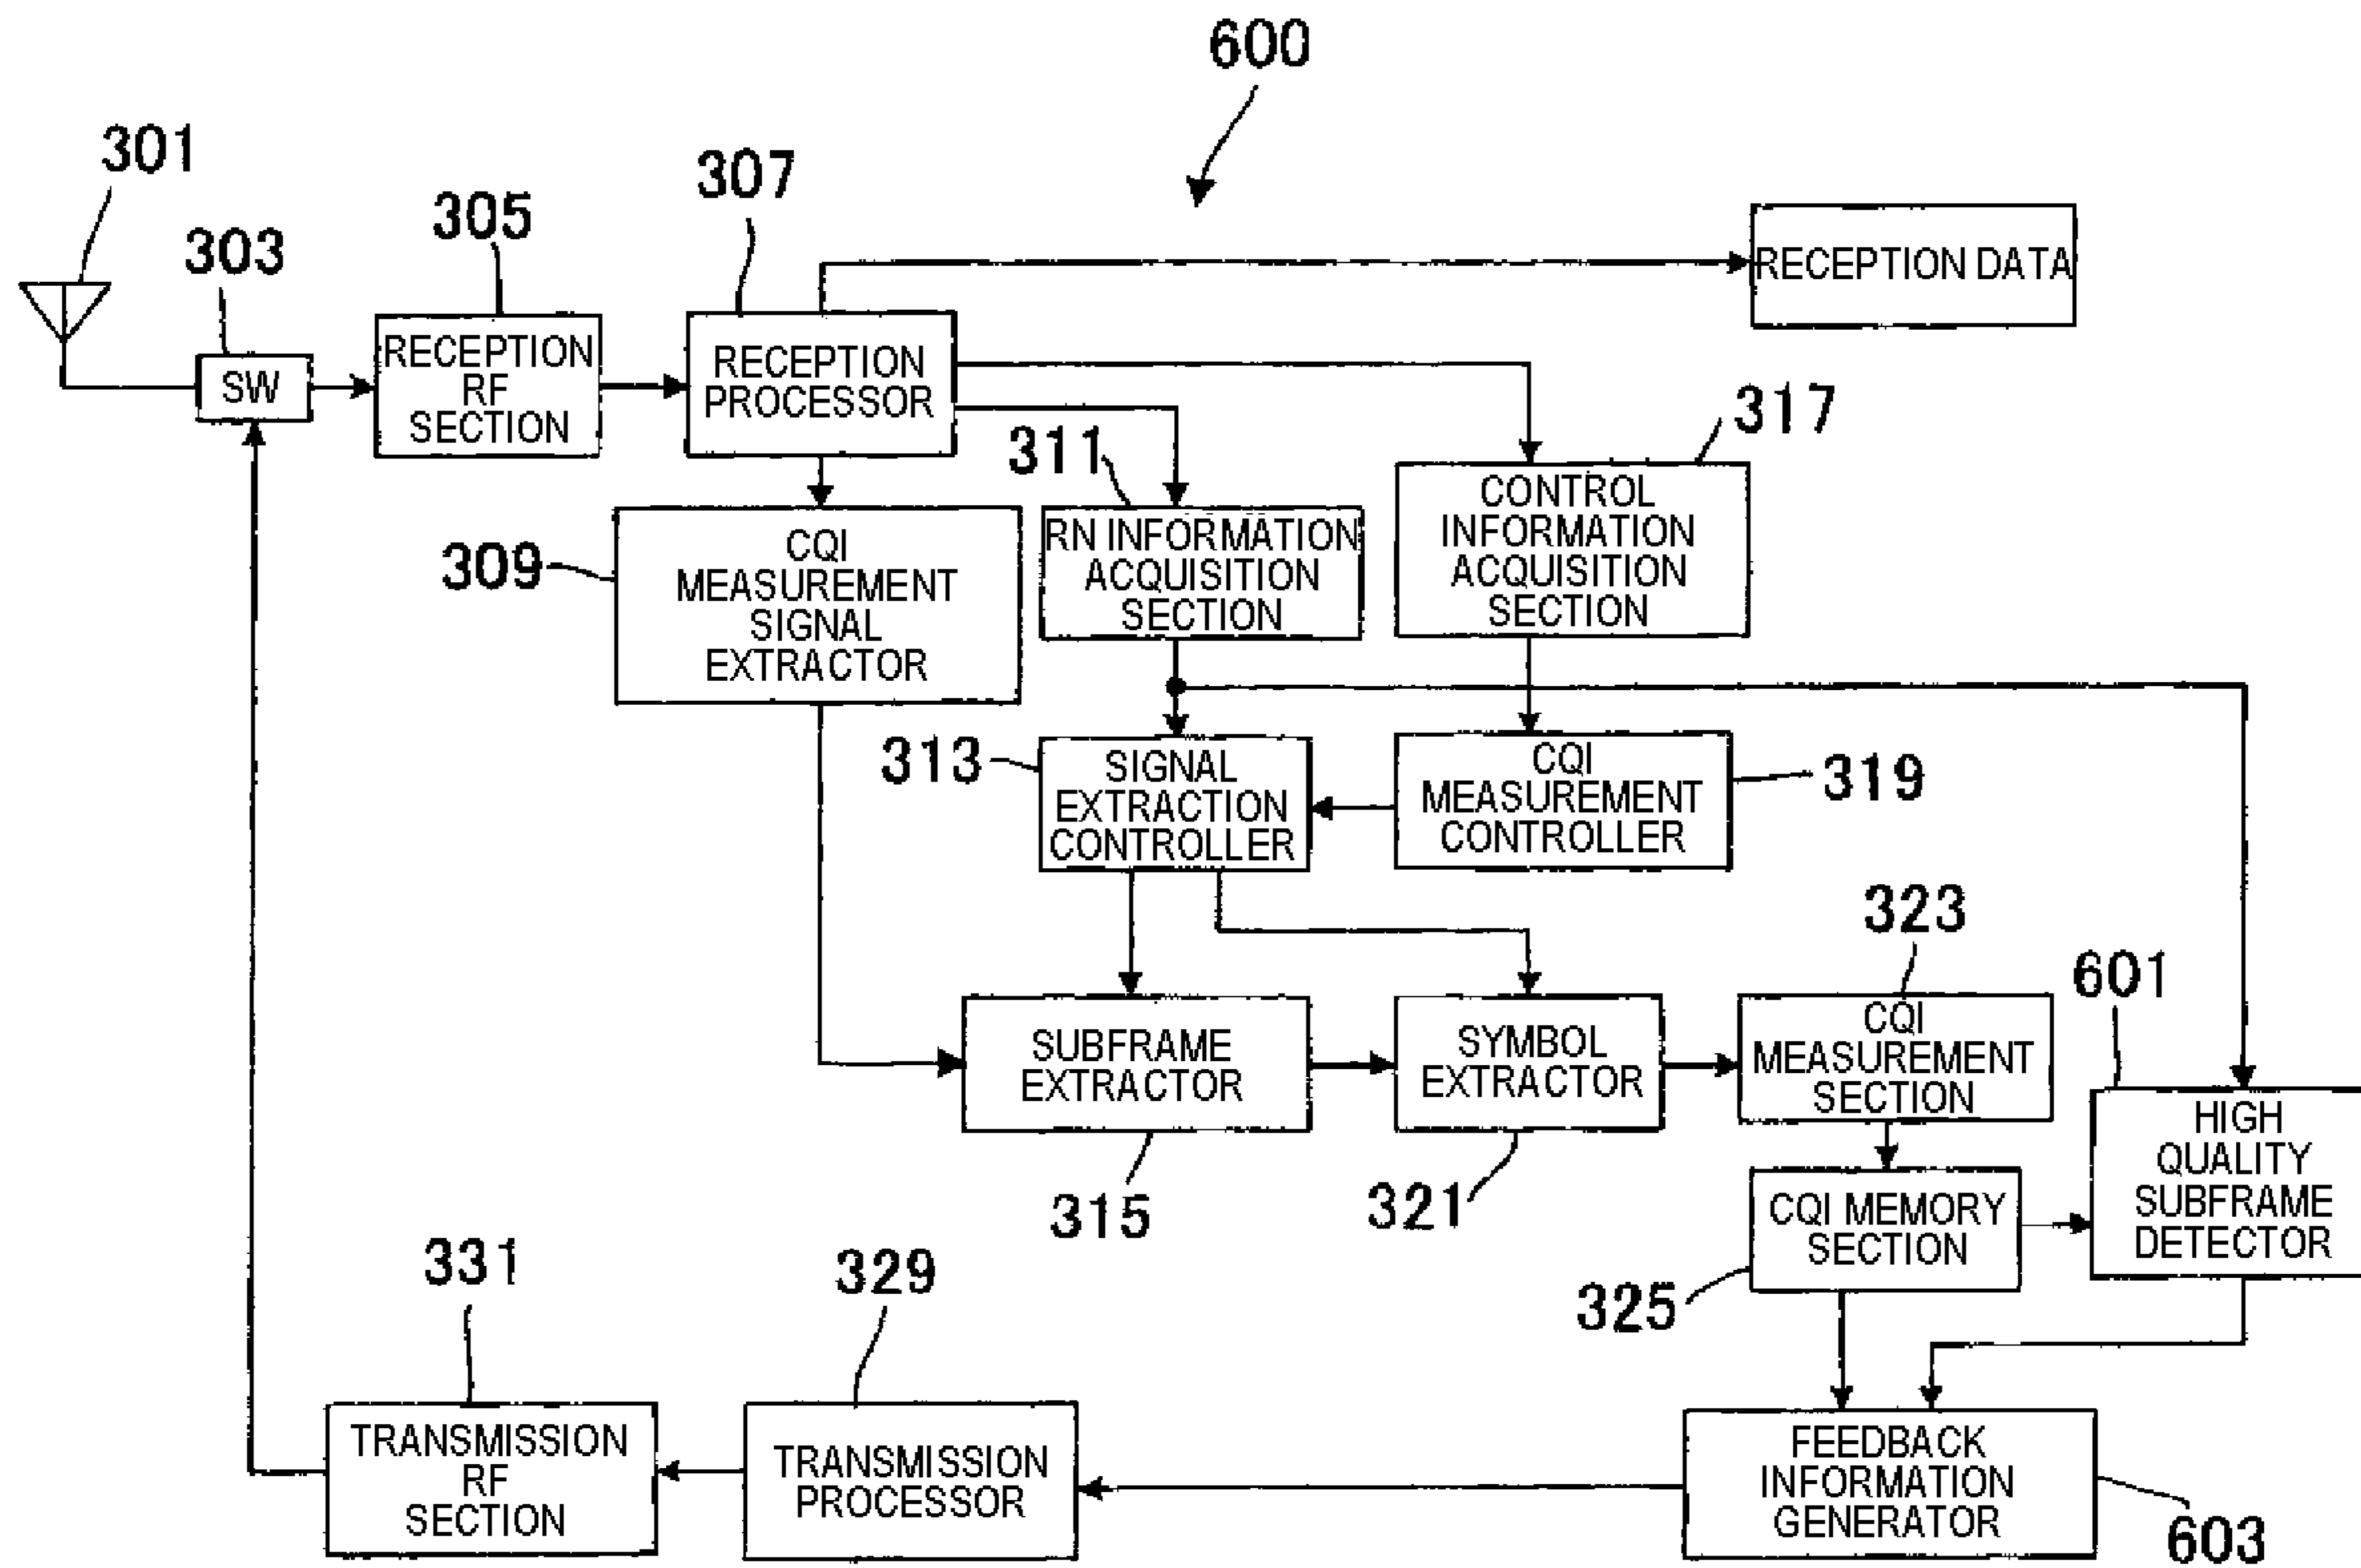 600
301
303
305
307
RECEPTION DATA
SW
RECEPTION
RF
SECTION
RECEPTION
PROCESSOR
311
317
309
CQI
MEASUREMENT
SIGNAL
EXTRACTOR
RN INFORMATION
ACQUISITION
SECTION
CONTROL
INFORMATION
ACQUISITION
SECTION
313
SIGNAL
EXTRACTION
CONTROLLER
CQI
MEASUREMENT
CONTROLLER
319
323
601
SUBFRAME
EXTRACTOR
SYMBOL
EXTRACTOR
CQI
MEASUREMENT
SECTION
HIGH
QUALITY
SUBFRAME
DETECTOR
315
321
CQI MEMORY
SECTION
325
331
329
TRANSMISSION
RF
SECTION
TRANSMISSION
PROCESSOR
FEEDBACK
INFORMATION
GENERATOR
603